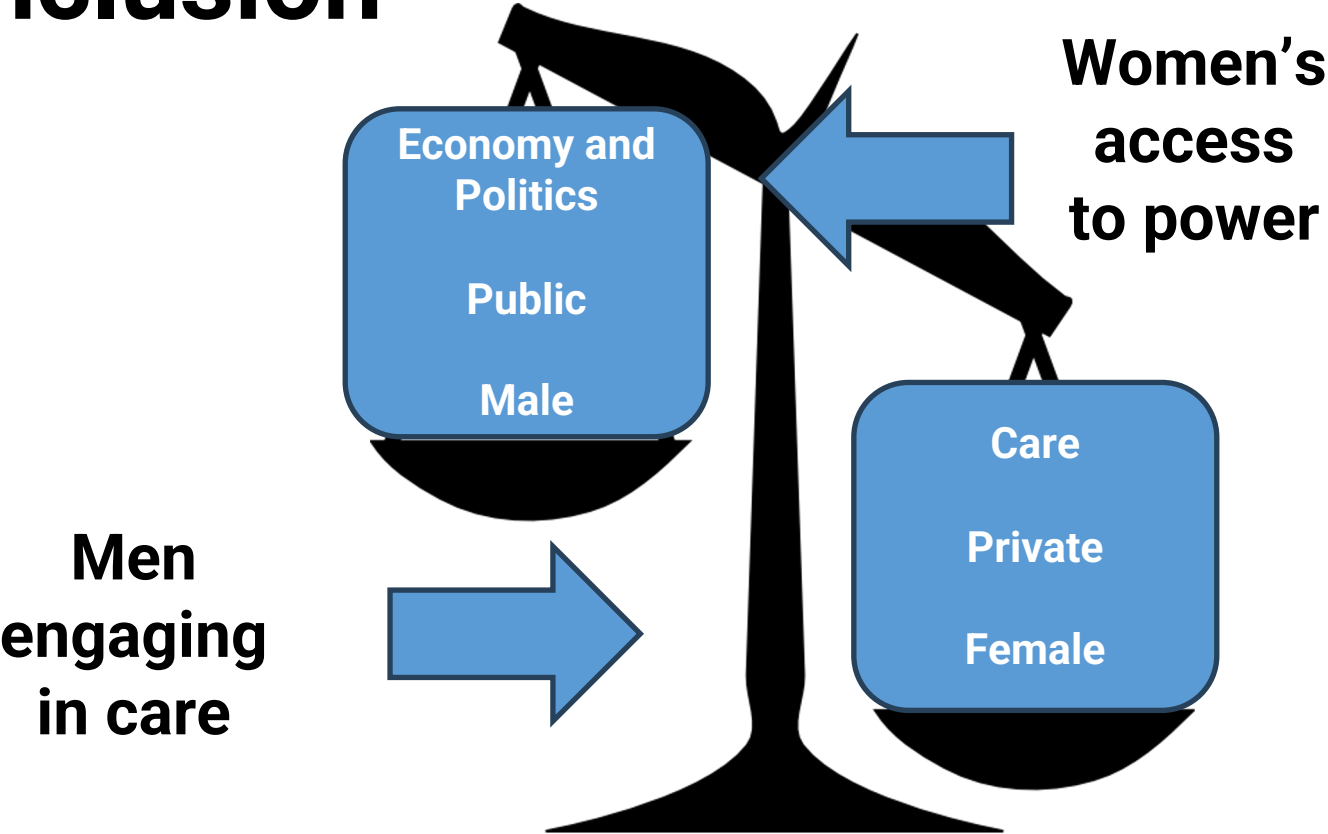 Economy and
Politics
Public
Male
Women’s
access
to power
Care
Private
Female
Men
engaging
in care